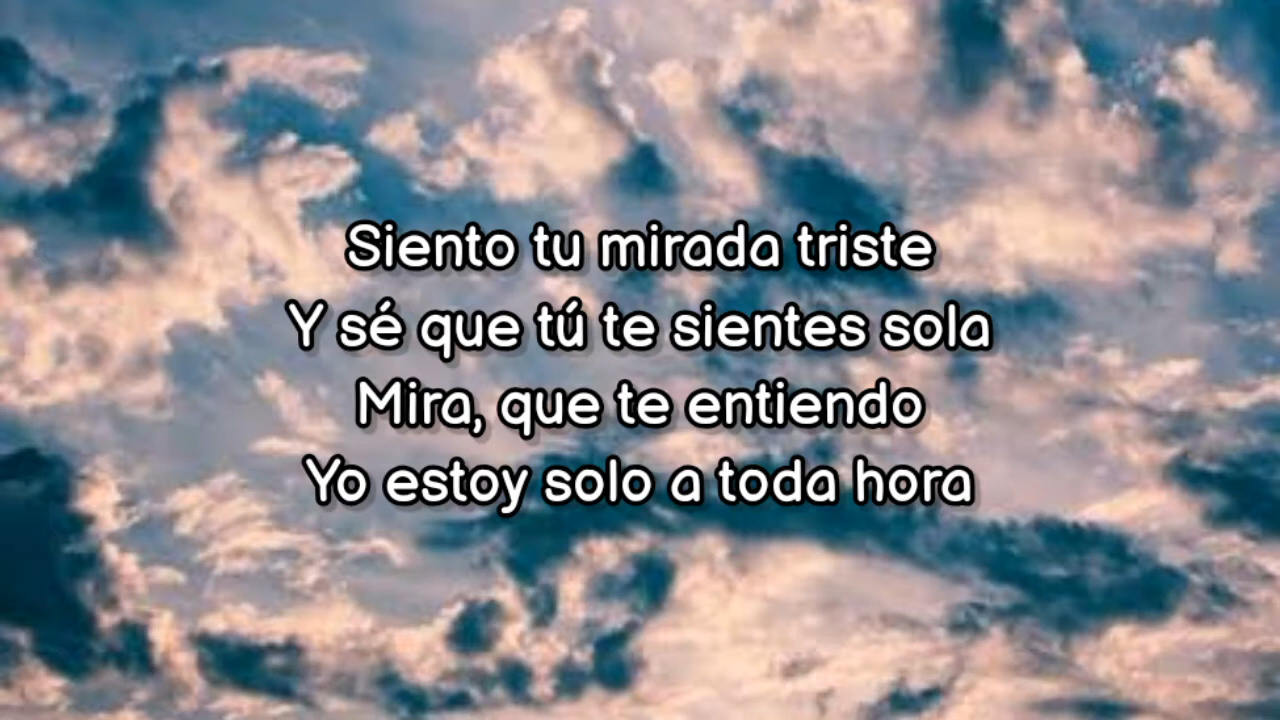 Siento tu mirada triste
Y sé que tú te sientes sola
Mira, que te entiendo
Yo estoy solo a toda hora